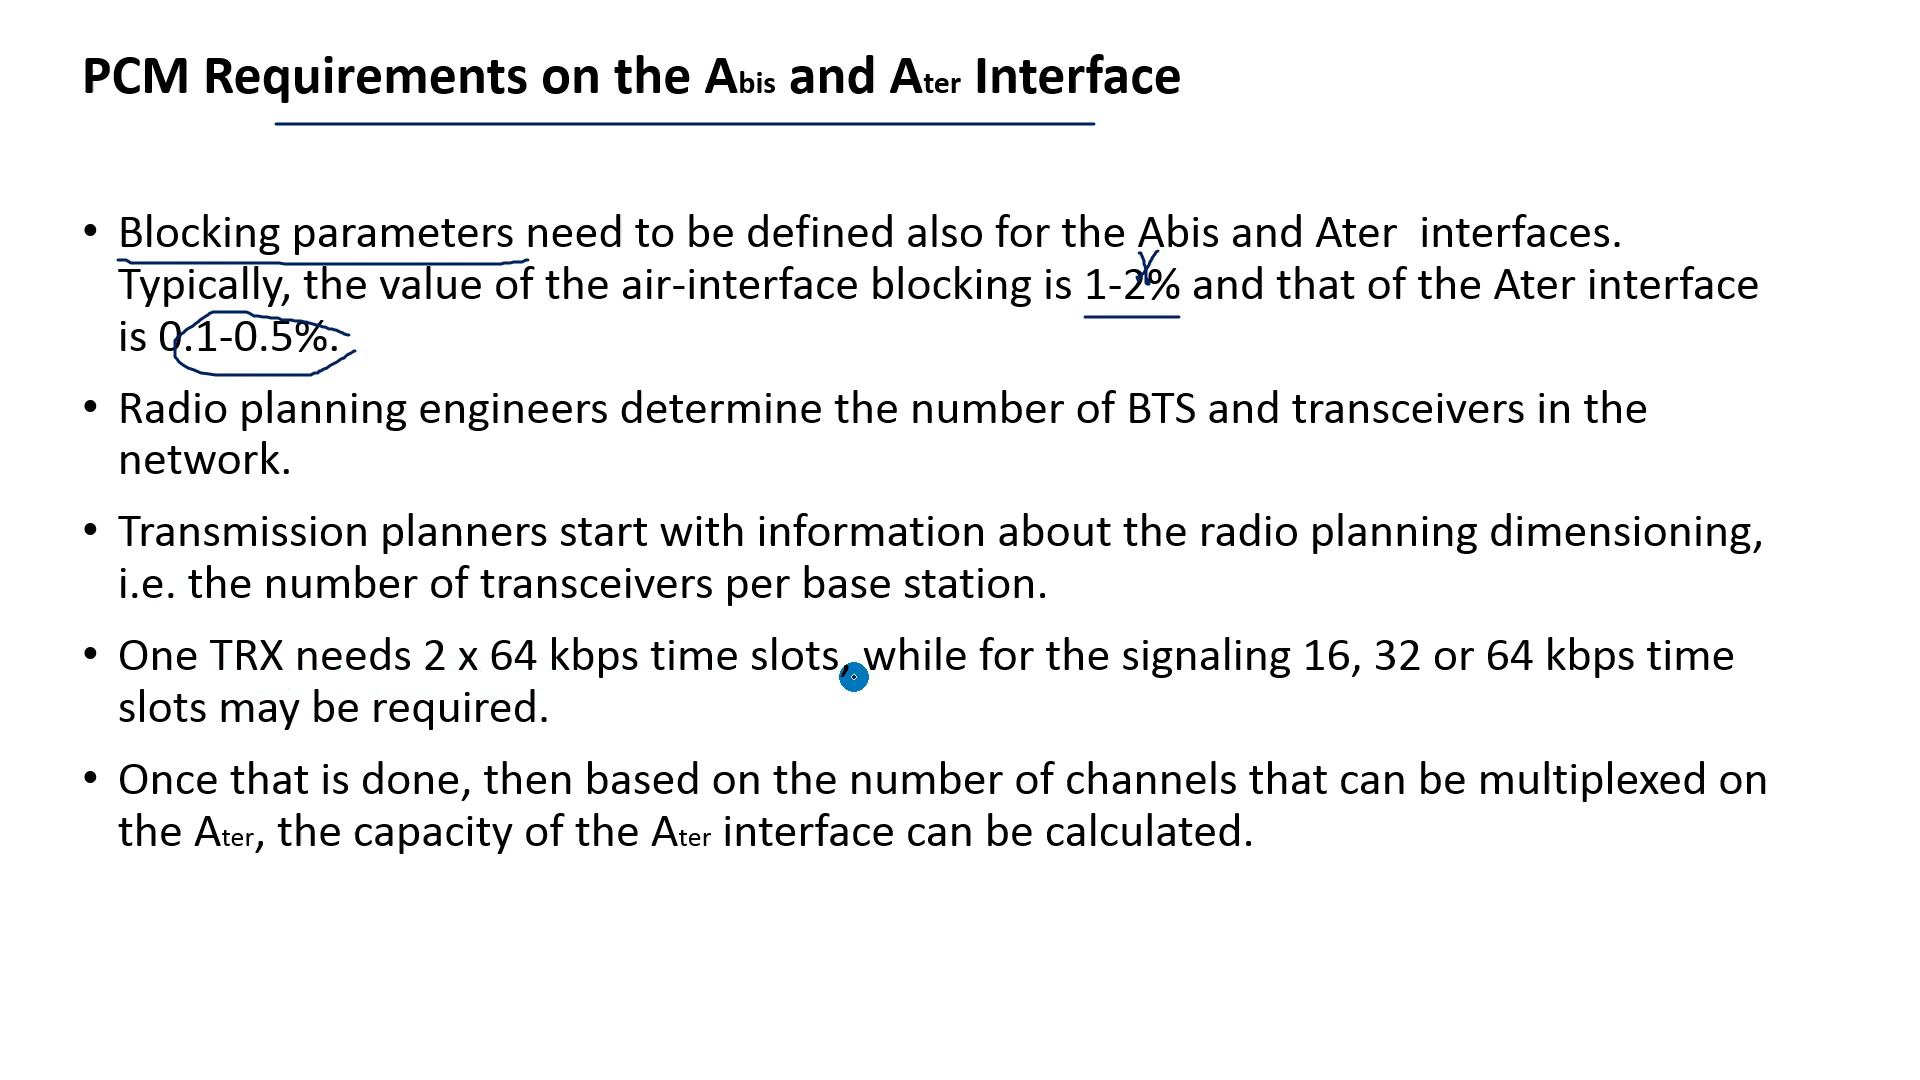 PCM Requirements on the Abis and Ater Interface
• Blocking parameters need to be defined also for the Abis and Ater interfaces.
Typically, the value of the air-interface blocking is 1-2% and that of the Ater interface
is 0.1-0.5%.
• Radio planning engineers determine the number of BTS and transceivers in the
network.
• Transmission planners start with information about the radio planning dimensioning,
i.e. the number of transceivers per base station.
• One TRX needs 2 x 64 kbps time slots, while for the signaling 16, 32 or 64 kbps time
slots may be required.
• Once that is done, then based on the number of channels that can be multiplexed on
the Ater, the capacity of the Ater interface can be calculated.